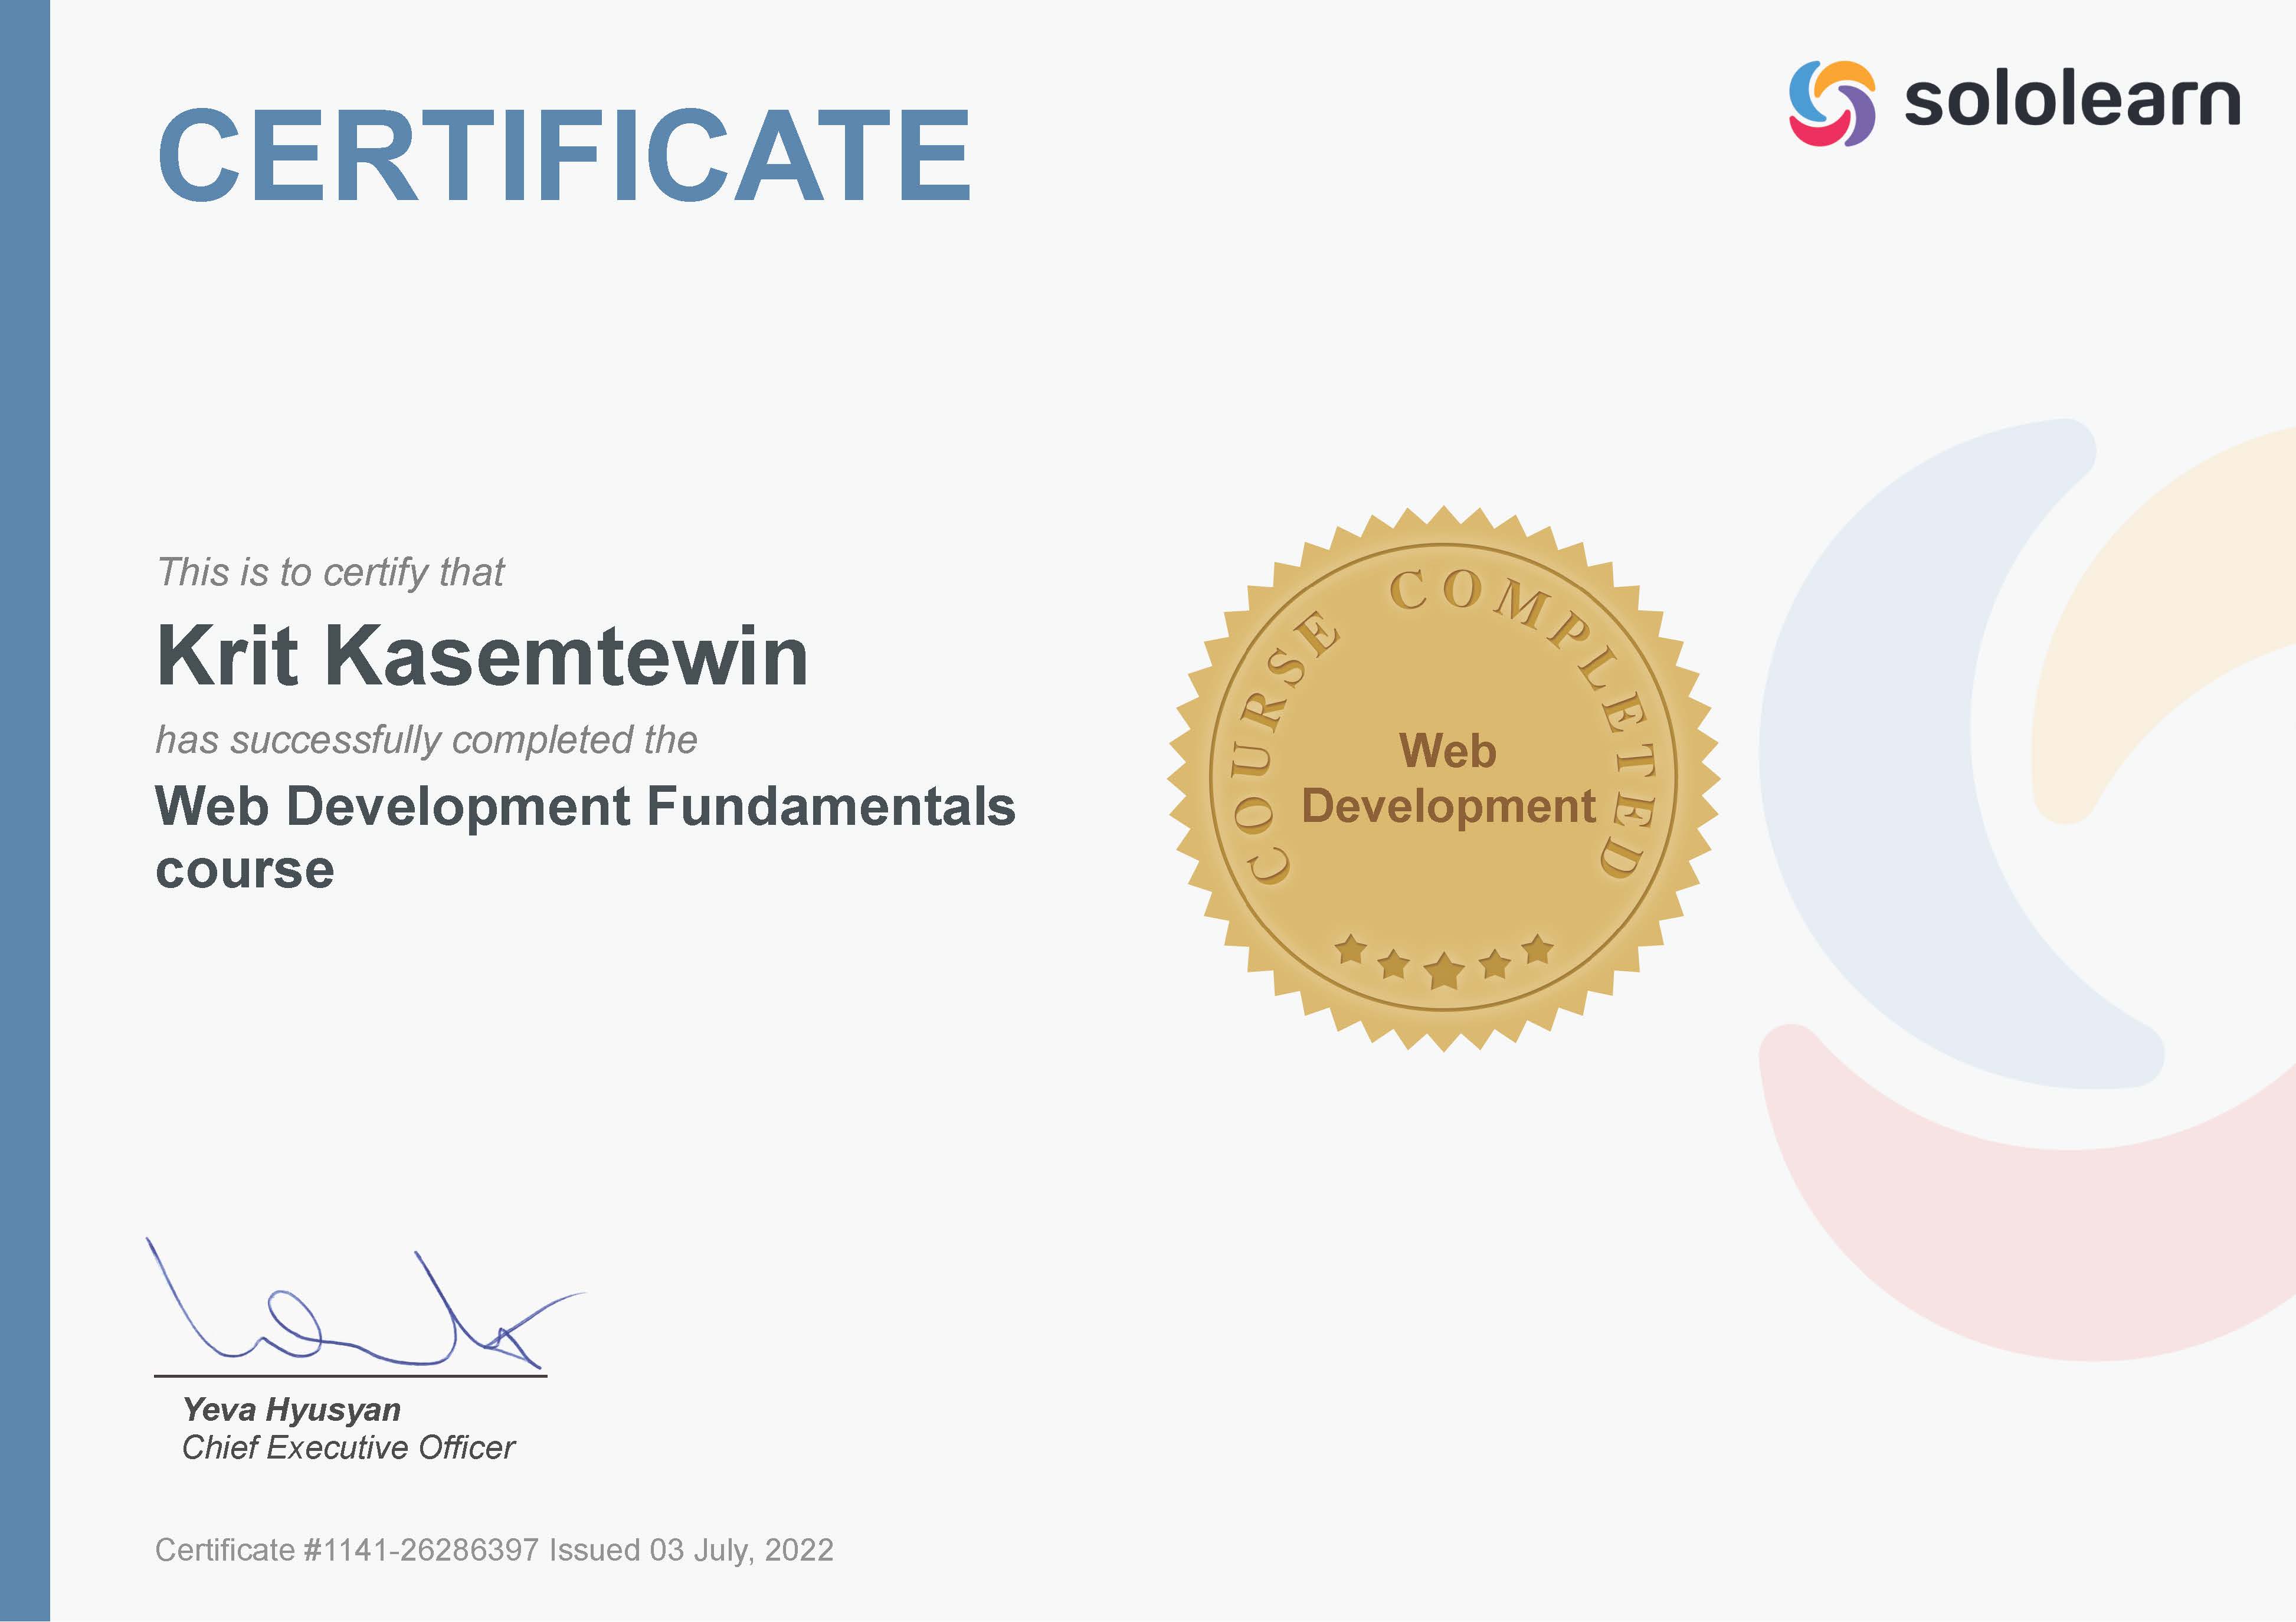 CERTIFICATE
sololearn
This is to certify that
Krit Kasemtewin
has successfully completed the
Web Development Fundamentals
course
COURSE COMPLETED
Web
Development
Yeva Hyusyan
Chief Executive Officer
Certificate #1141-26286397 Issued 03 July, 2022